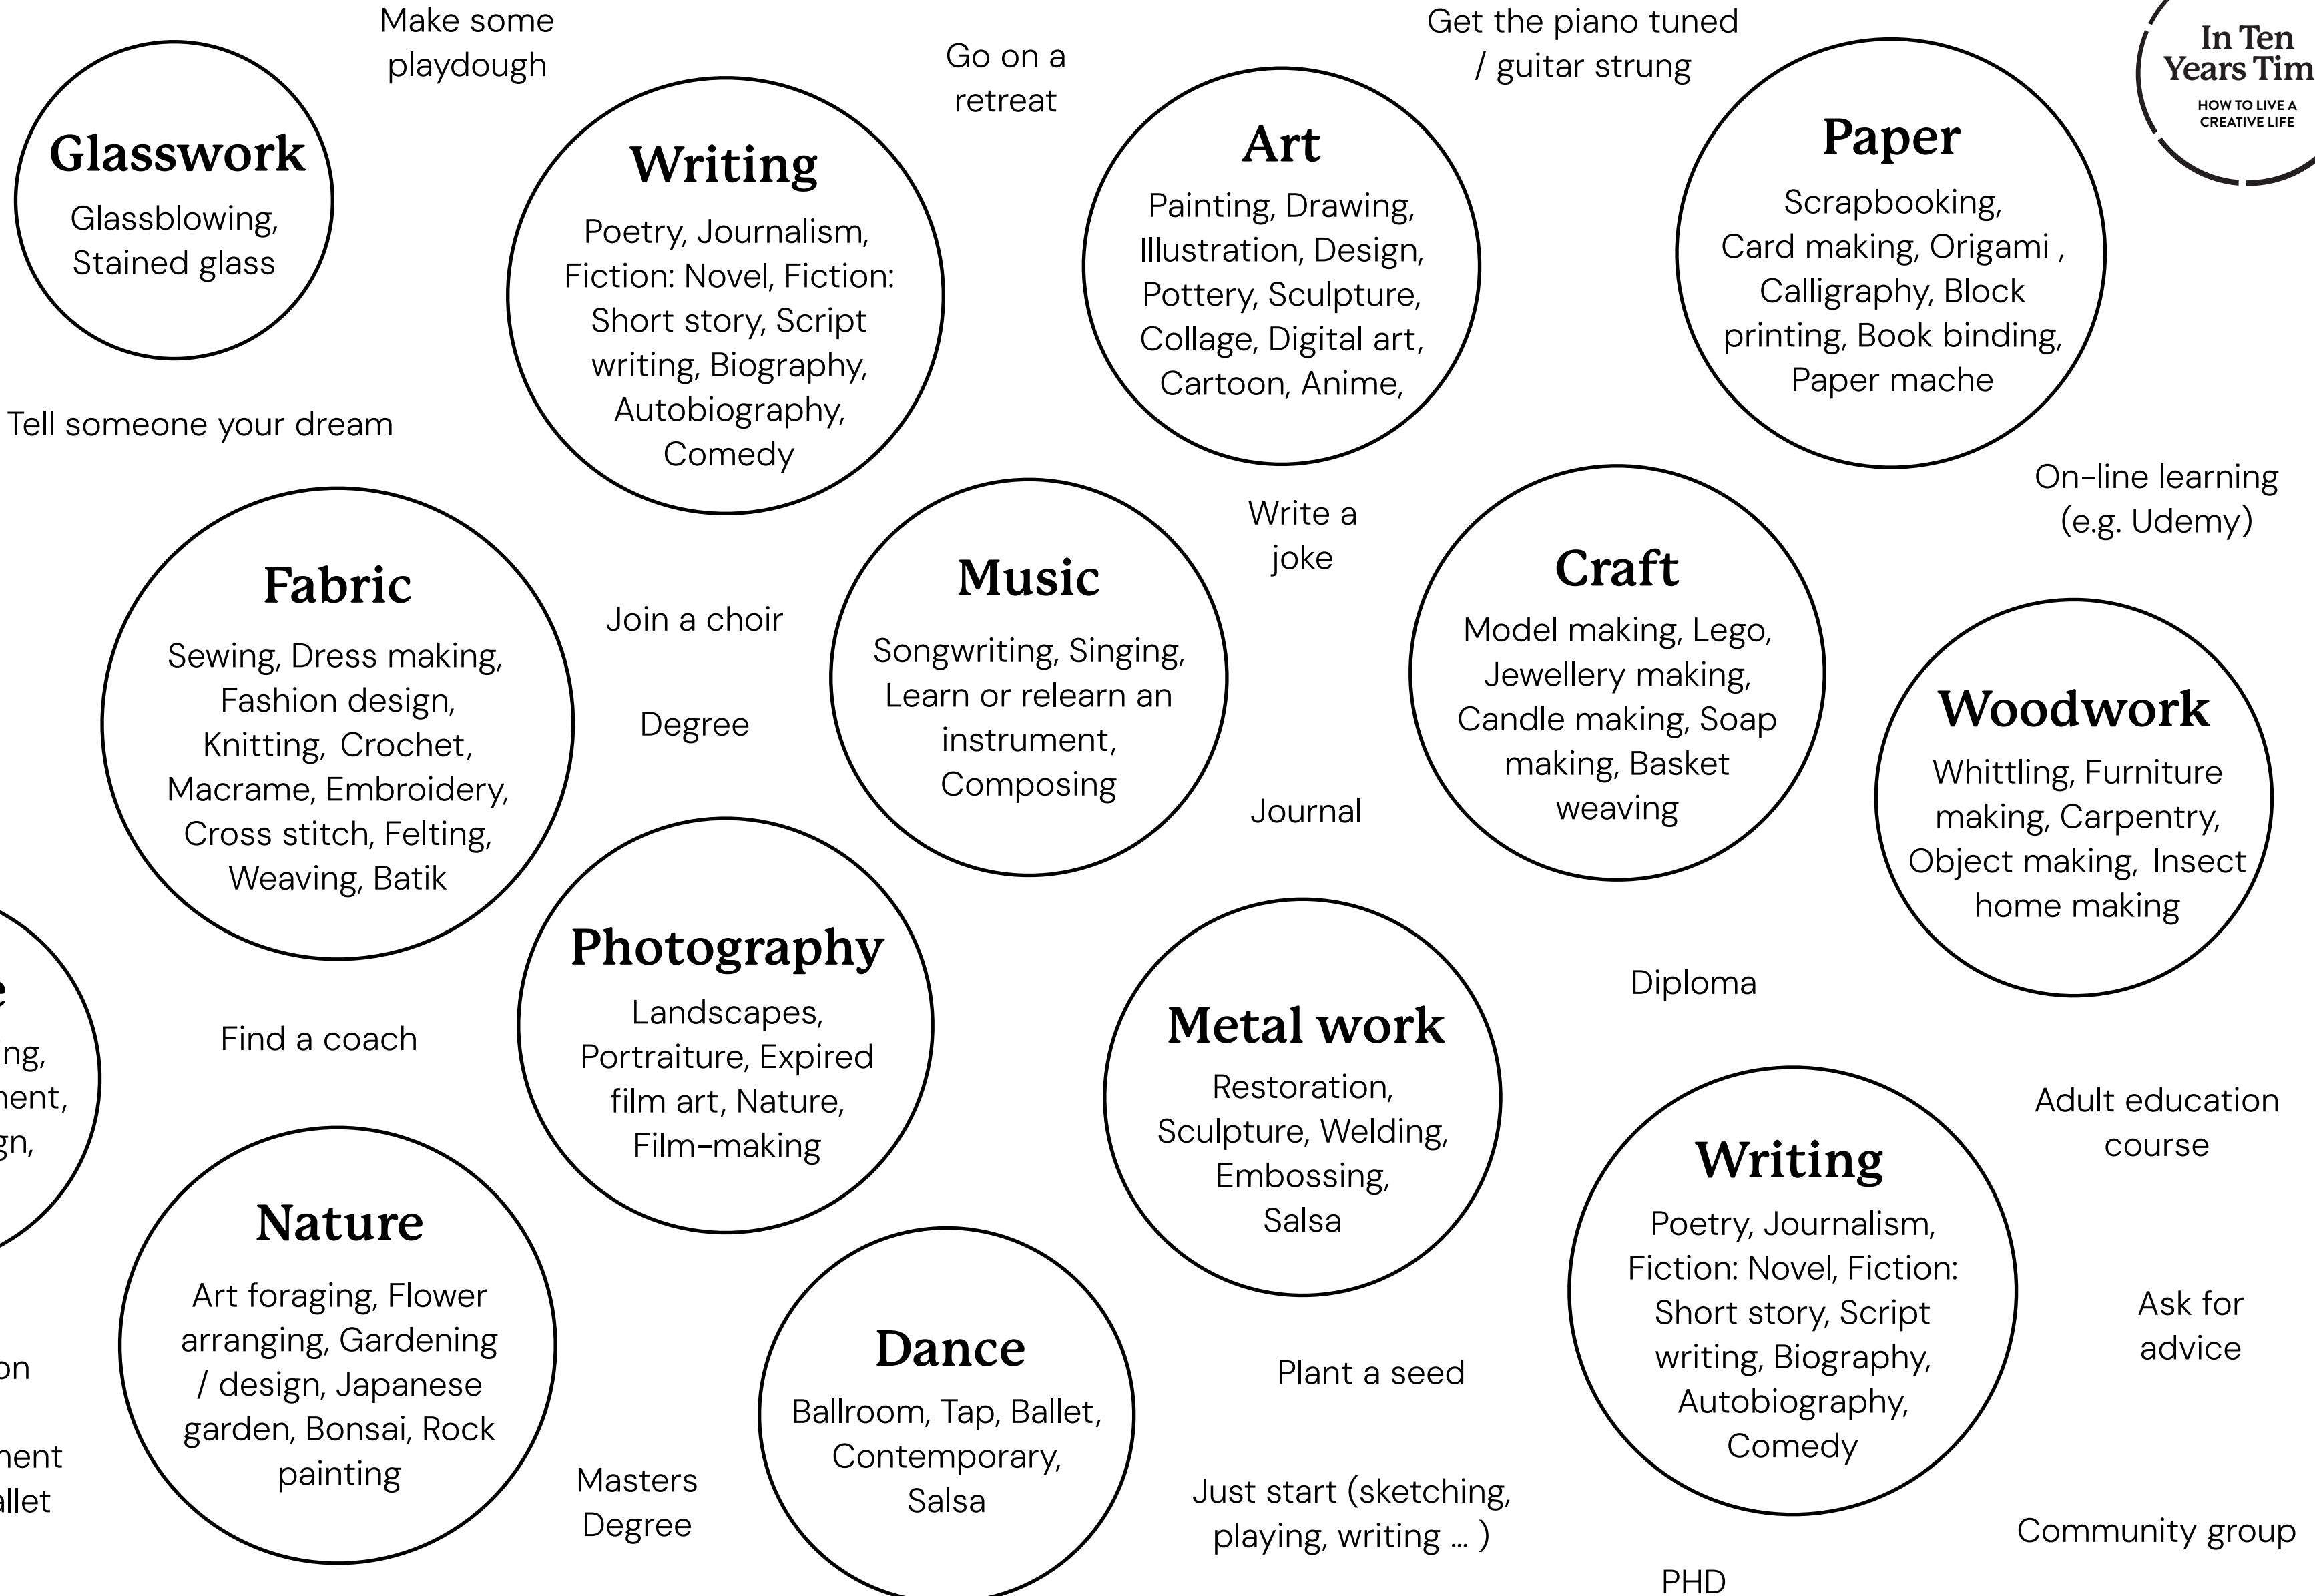 Make some
playdough
Go on a
retreat
Get the piano tuned
/ guitar strung
In Ten
Years Tim
HOW TO LIVE A
CREATIVE LIFE
Glasswork
Glassblowing,
Stained glass
Writing
Poetry, Journalism,
Fiction: Novel, Fiction:
Short story, Script
writing, Biography,
Autobiography,
Comedy
Art
Painting, Drawing,
Illustration, Design,
Pottery, Sculpture,
Collage, Digital art,
Cartoon, Anime,
Paper
Scrapbooking,
Card making, Origami ,
Calligraphy, Block
printing, Book binding,
Paper mache
Tell someone your dream
On-line learning
(e.g. Udemy)
Write a
joke
Fabric
Sewing, Dress making,
Fashion design,
Knitting, Crochet,
Macrame, Embroidery,
Cross stitch, Felting,
Weaving, Batik
Join a choir
Degree
Music
Songwriting, Singing,
Learn or relearn an
instrument,
Composing
Journal
Craft
Model making, Lego,
Jewellery making,
Candle making, Soap
making, Basket
weaving
Woodwork
Whittling, Furniture
making, Carpentry,
Object making, Insect
home making
e
ng,
ent,
gn,
Find a coach
Photography
Landscapes,
Portraiture, Expired
film art, Nature,
Film-making
Metal work
Restoration,
Sculpture, Welding,
Embossing,
Salsa
Diploma
Adult education
course
Writing
Poetry, Journalism,
Fiction: Novel, Fiction:
Short story, Script
writing, Biography,
Autobiography,
Comedy
Ask for
advice
Nature
Art foraging, Flower
arranging, Gardening
/ design, Japanese
garden, Bonsai, Rock
painting
on
ent
allet
Masters
Degree
Dance
Ballroom, Tap, Ballet,
Contemporary,
Salsa
Plant a seed
Just start (sketching,
playing, writing ... )
Community group
PHD